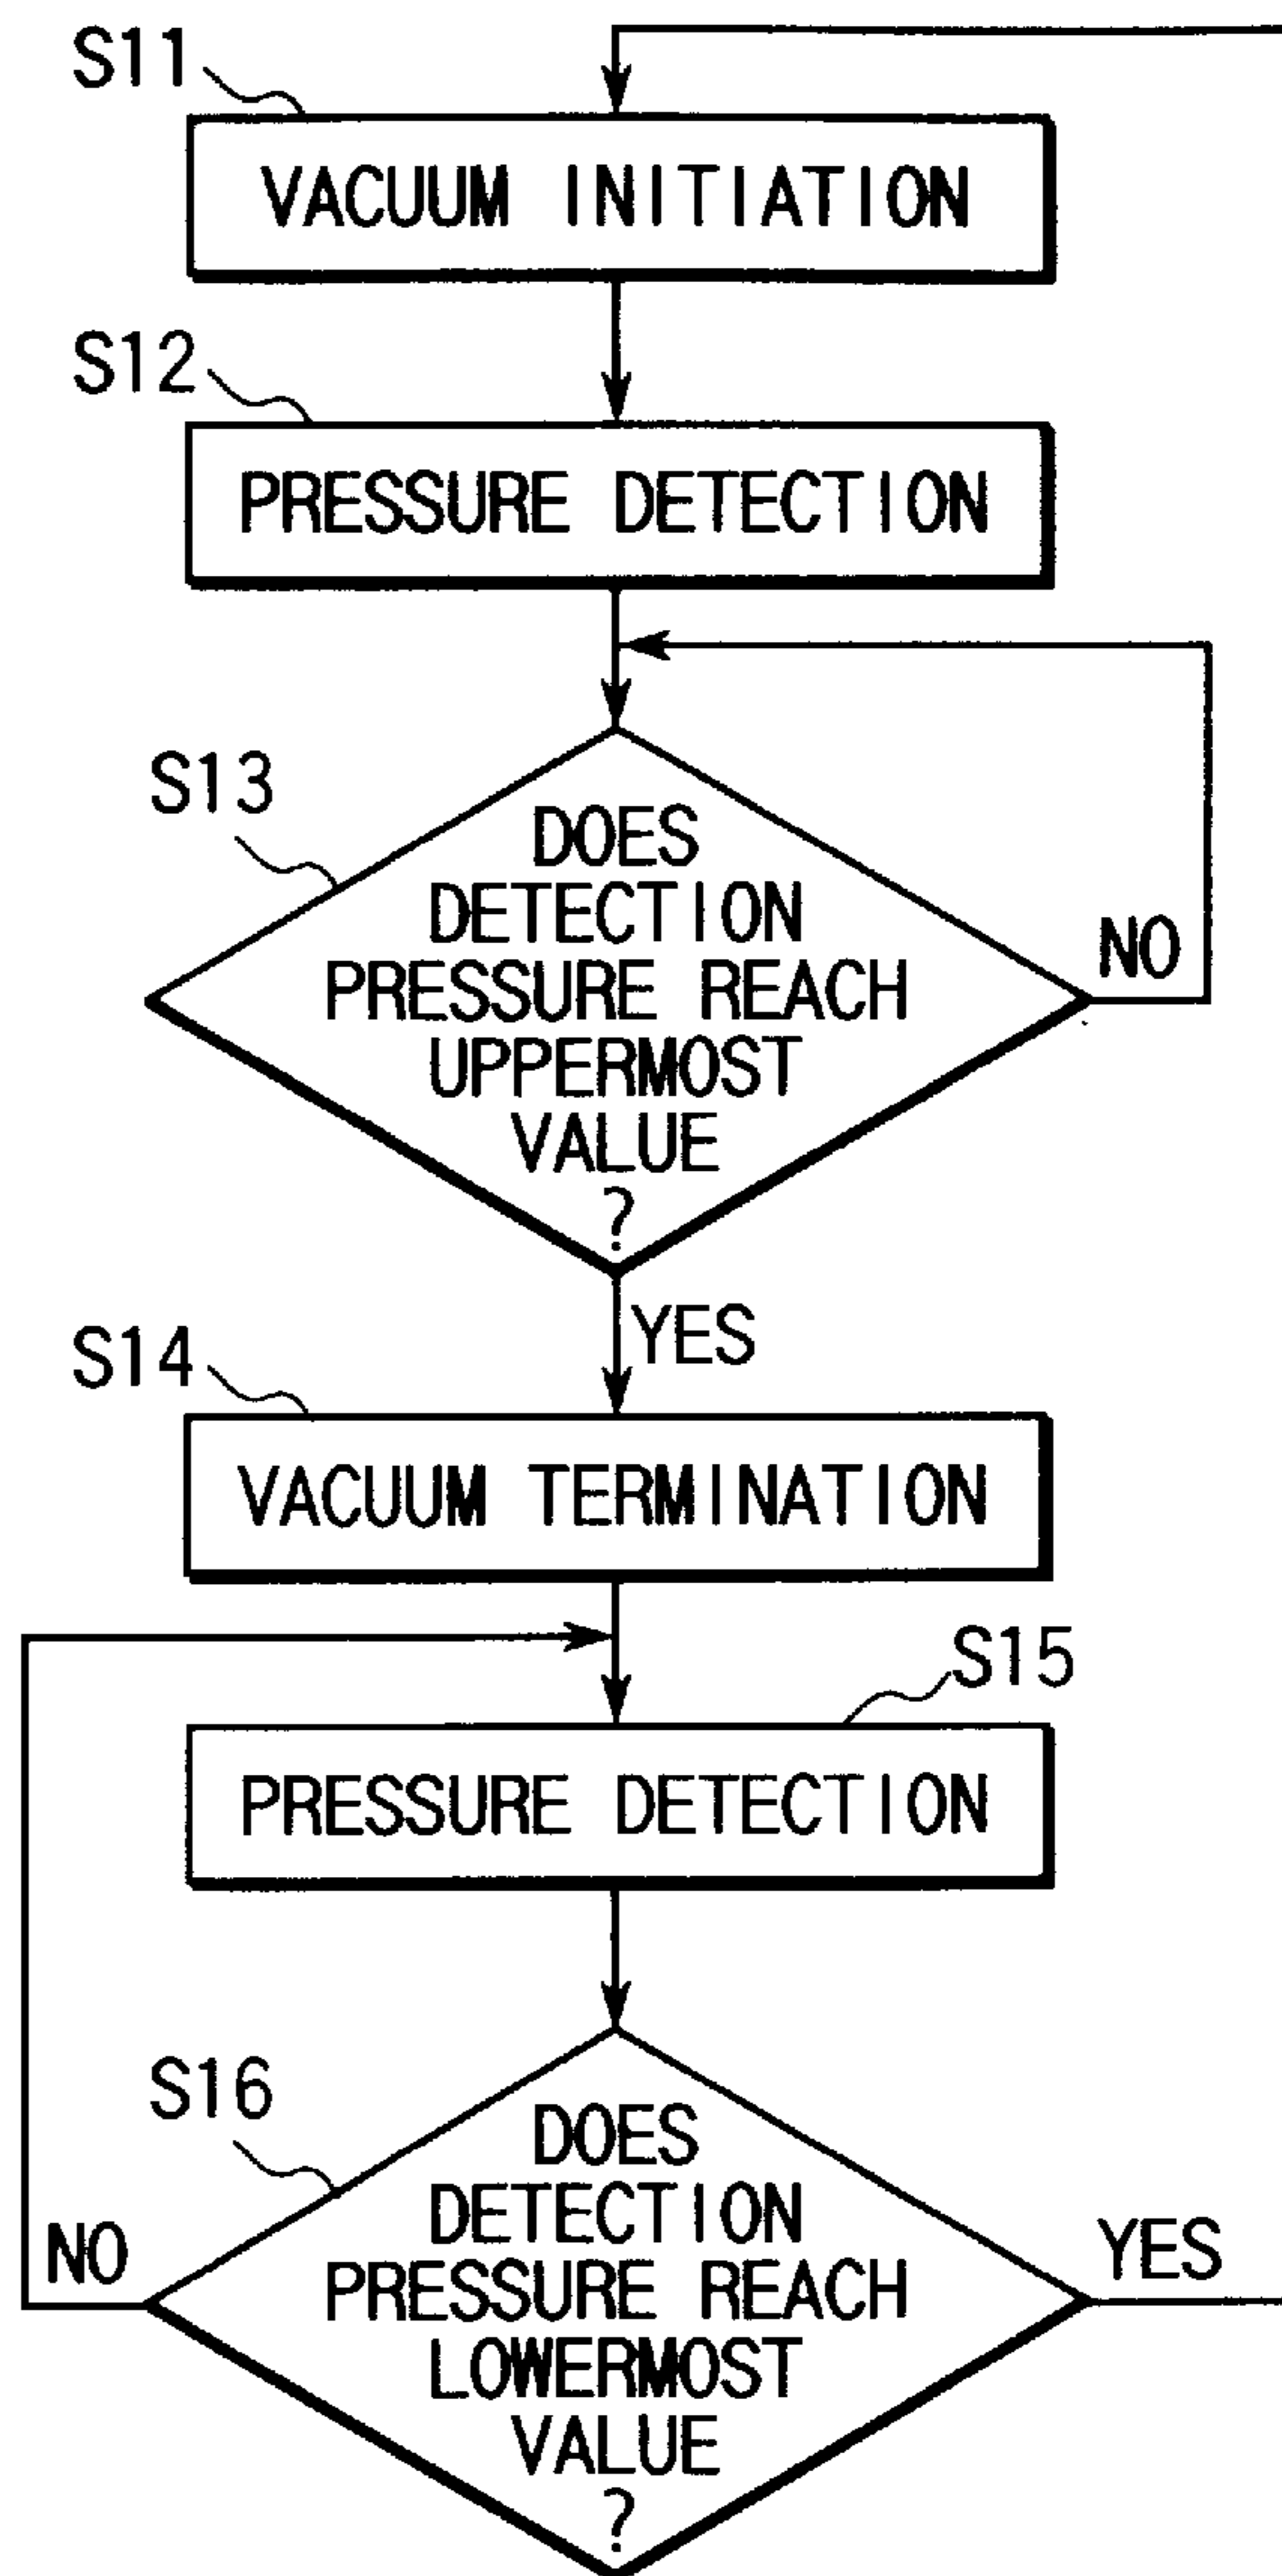 S11
VACUUM INITIATION
S12
PRESSURE DETECTION
S13
DOES
DETECTION
PRESSURE REACH
UPPERMOST
VALUE
?
NO
YES
S14
VACUUM TERMINATION
S15
PRESSURE DETECTION
S16
DOES
DETECTION
PRESSURE REACH
LOWERMOST
VALUE
?
NO
YES